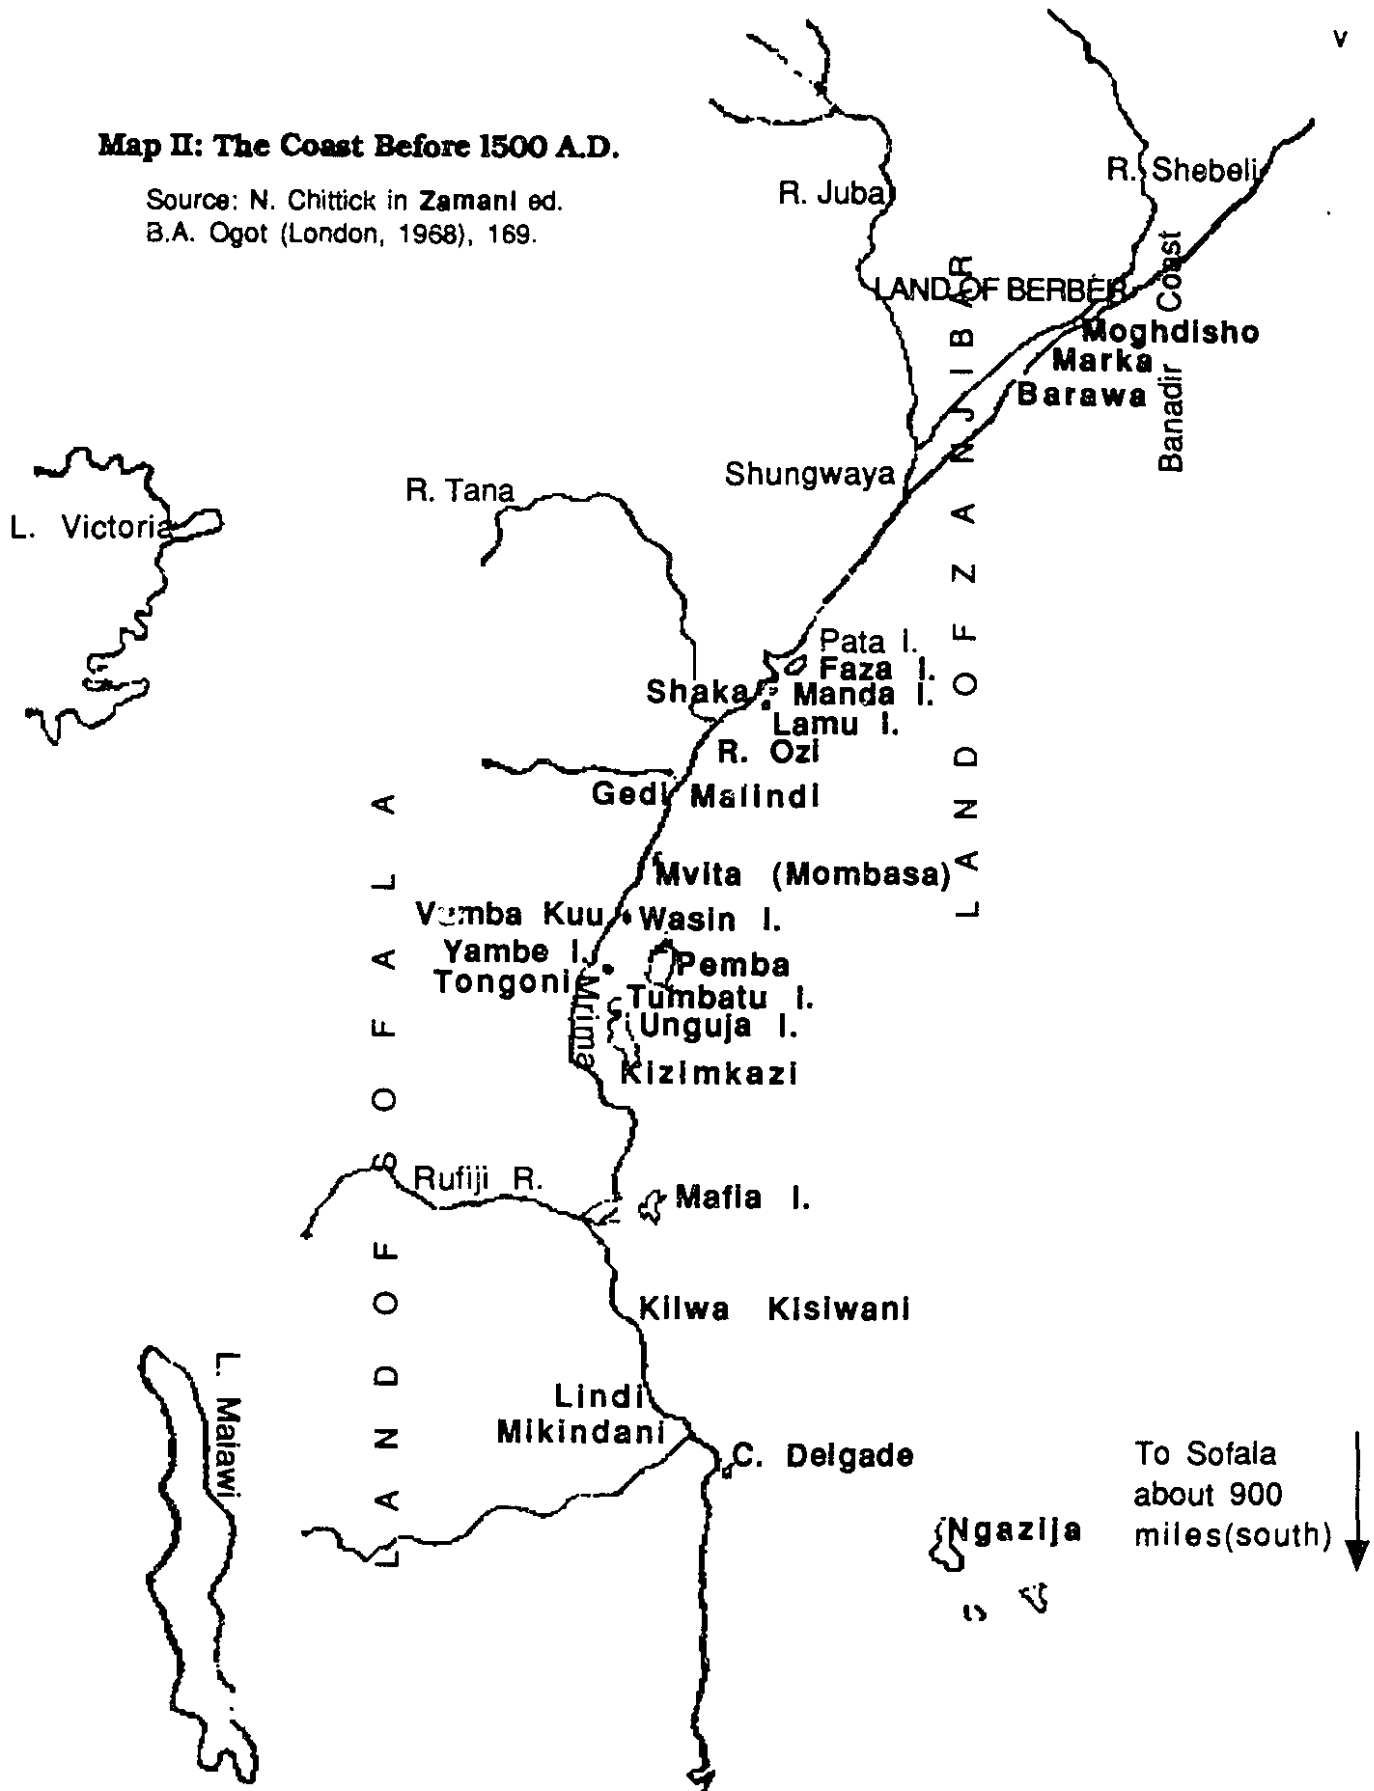 v
Map II: The Coast Before 1500 A.D.
Source: N. Chittick in Zamani ed.
B.A. Ogot (London, 1968), 169.
R. Juba
R. Shebeli
LAND OF BERBER
Banadir Coast
Moghdisho
Marka
Barawa
LAND OF ZANJIBAR
Shungwaya
R. Tana
L. Victoria
Pata I.
Faza I.
Shaka
Manda I.
Lamu I.
R. Ozi
Gedi
Malindi
Mvita (Mombasa)
Vumba Kuu
Wasin I.
Yambe I.
Pemba
Tongoni
Mrima
Tumbatu I.
Unguja I.
Kizimkazi
LAND OF SOFALA
Rufiji R.
Mafia I.
Kilwa Kisiwani
L. Malawi
Lindi
Mikindani
C. Delgade
To Sofala
about 900
miles(south)
Ngazija